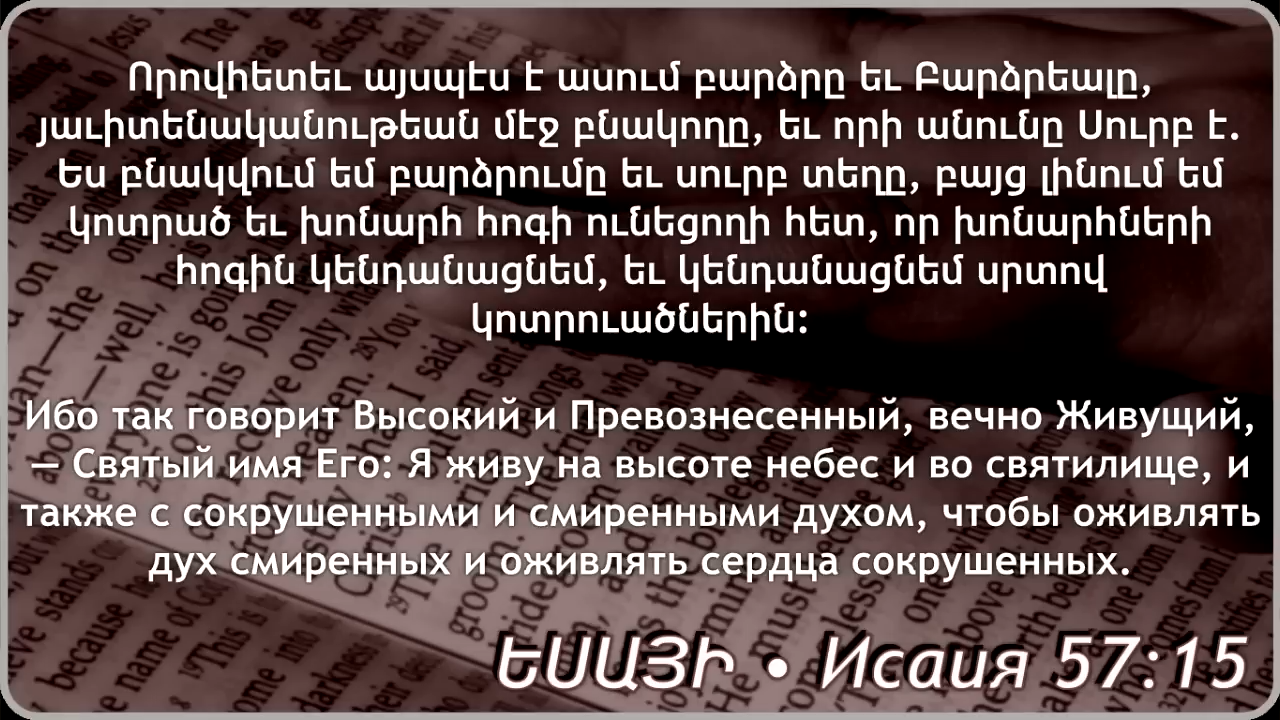 Որովհետեւ այսպէս է ասում բարձրը եւ Բարձրեալը,
յաւիտենականութեան մէջ բնակողը, եւ որի անունը Սուրբ է.
Ես բնակվում եմ բարձրումը եւ սուրբ տեղը, բայց լինում եմ
կոտրած եւ խոնարհ հոգի ունեցողի հետ, որ խոնարհների
հոգին կենդանացնեմ, եւ կենդանացնեմ սրտով
կոտրուածներին:
Ибо так говорит Высокий и Превознесенный, вечно Живущий,
— Святый имя Его: Я живу на высоте небес и во святилище, и
также с сокрушенными и смиренными духом, чтобы оживлять
дух смиренных и оживлять сердца сокрушенных.
ԵՍԱՅԻ • Исаия 57:15